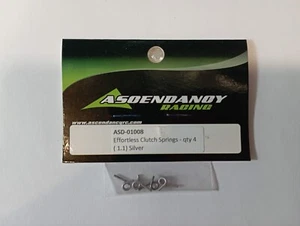 ASCENDANCY
RACING
www.ascendancyrc.com
ASD-0100B
Effortless Clutch Springs - qty 4
( 1.1) Silver